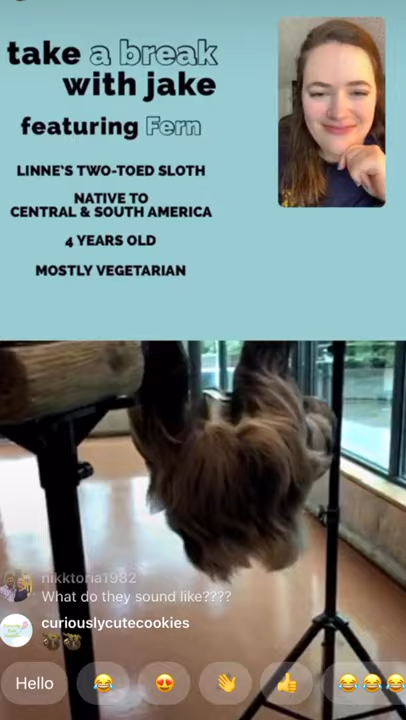 take a break
with jake
featuring Fern
LINNE'S TWO-TOED SLOTH
NATIVE TO
CENTRAL & SOUTH AMERICA
4 YEARS OLD
MOSTLY VEGETARIAN
nikktoria1982
What do they sound like????
curiouslycutecookies
🦥🦥
Hello 😂 😍 👋 👍 😂😂😂